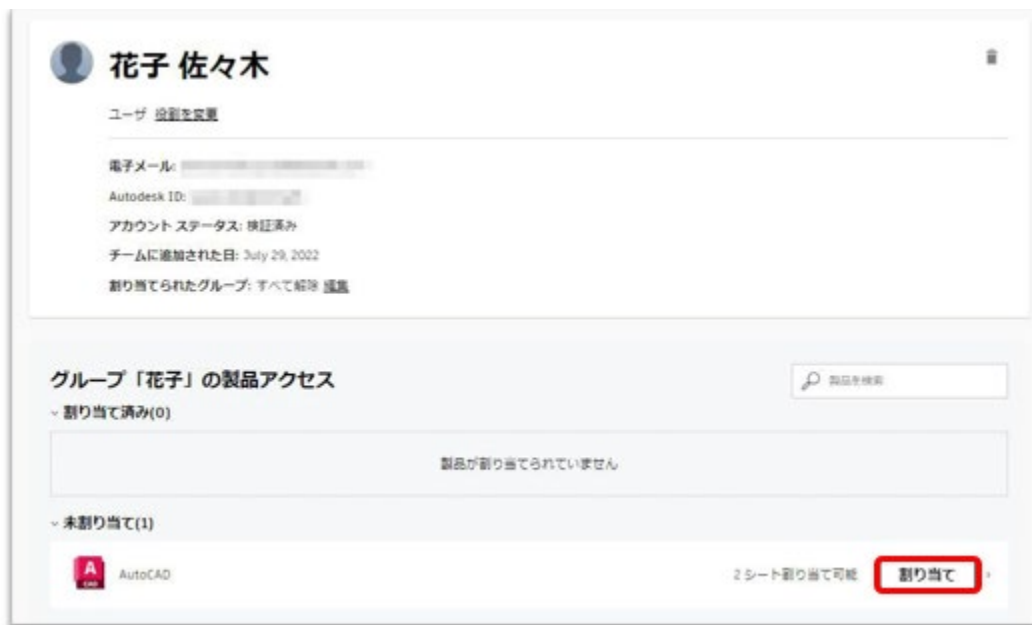 花子 佐々木
ユーザ 役割を変更
電子メール:
Autodesk ID:
アカウント ステータス: 検証済み
チームに追加された日: July 29, 2022
割り当てられたグループ: すべて解除 編集
グループ「花子」の製品アクセス
製品を検索
割り当て済み(0)
製品が割り当てられていません
未割り当て(1)
A
CAD
AutoCAD
2 シート割り当て可能
割り当て